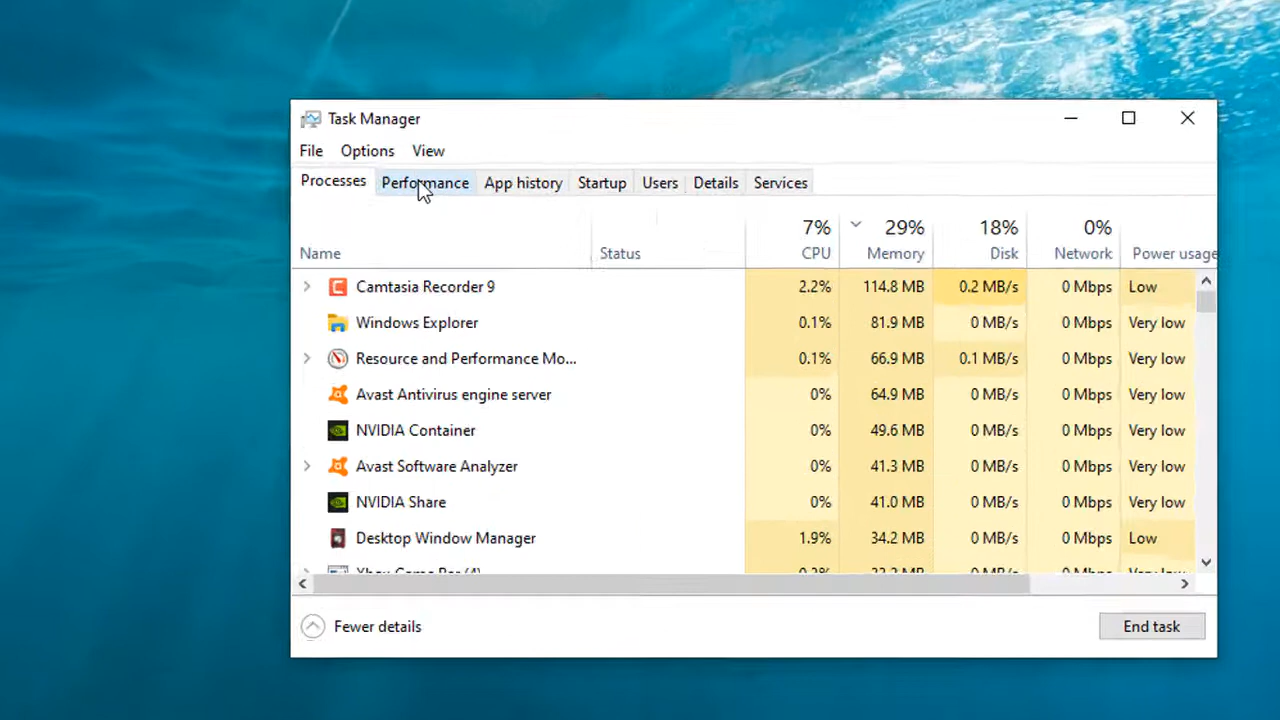 Task Manager
File Options View
Processes Performance App history Startup Users Details Services
7% 29% 18% 0%
Name Status CPU Memory Disk Network Power usage
Camtasia Recorder 9 2.2% 114.8 MB 0.2 MB/s 0 Mbps Low
Windows Explorer 0.1% 81.9 MB 0 MB/s 0 Mbps Very low
Resource and Performance Mo... 0.1% 66.9 MB 0.1 MB/s 0 Mbps Very low
Avast Antivirus engine server 0% 64.9 MB 0 MB/s 0 Mbps Very low
NVIDIA Container 0% 49.6 MB 0 MB/s 0 Mbps Very low
Avast Software Analyzer 0% 41.3 MB 0 MB/s 0 Mbps Very low
NVIDIA Share 0% 41.0 MB 0 MB/s 0 Mbps Very low
Desktop Window Manager 1.9% 34.2 MB 0 MB/s 0 Mbps Low
Xbox Game Bar (4) 0 MB/s 0 Mbps Very low
Fewer details End task